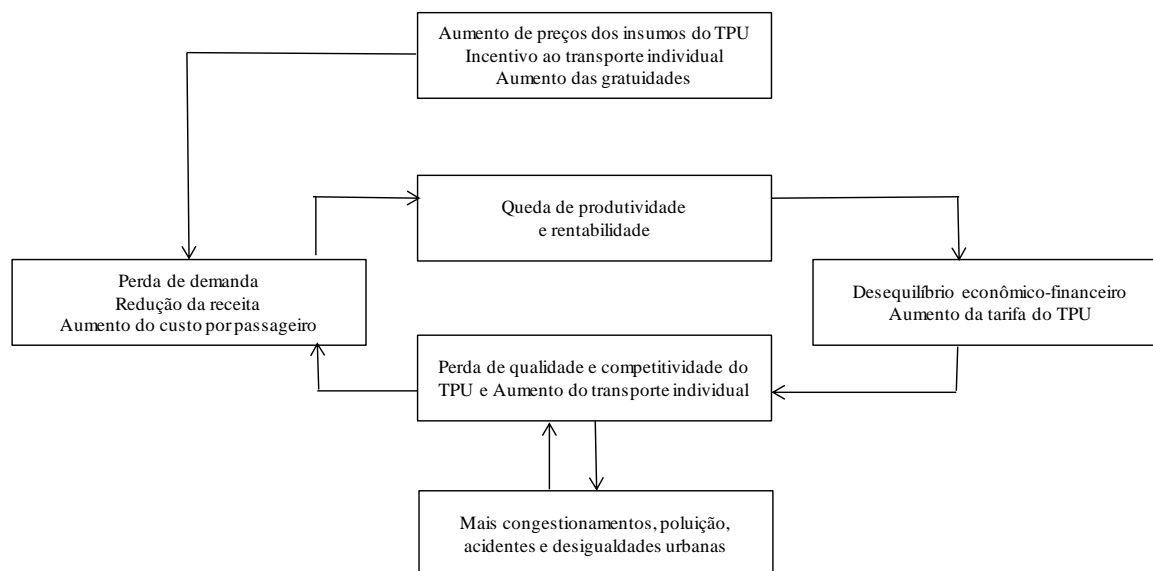 Aumento de preços dos insumos do TPU
Incentivo ao transporte individual
Aumento das gratuidades
Queda de produtividade
e rentabilidade
Perda de demanda
Redução da receita
Aumento do custo por passageiro
Desequilíbrio econômico-financeiro
Aumento da tarifa do TPU
Perda de qualidade e competitividade do
TPU e Aumento do transporte individual
Mais congestionamentos, poluição,
acidentes e desigualdades urbanas